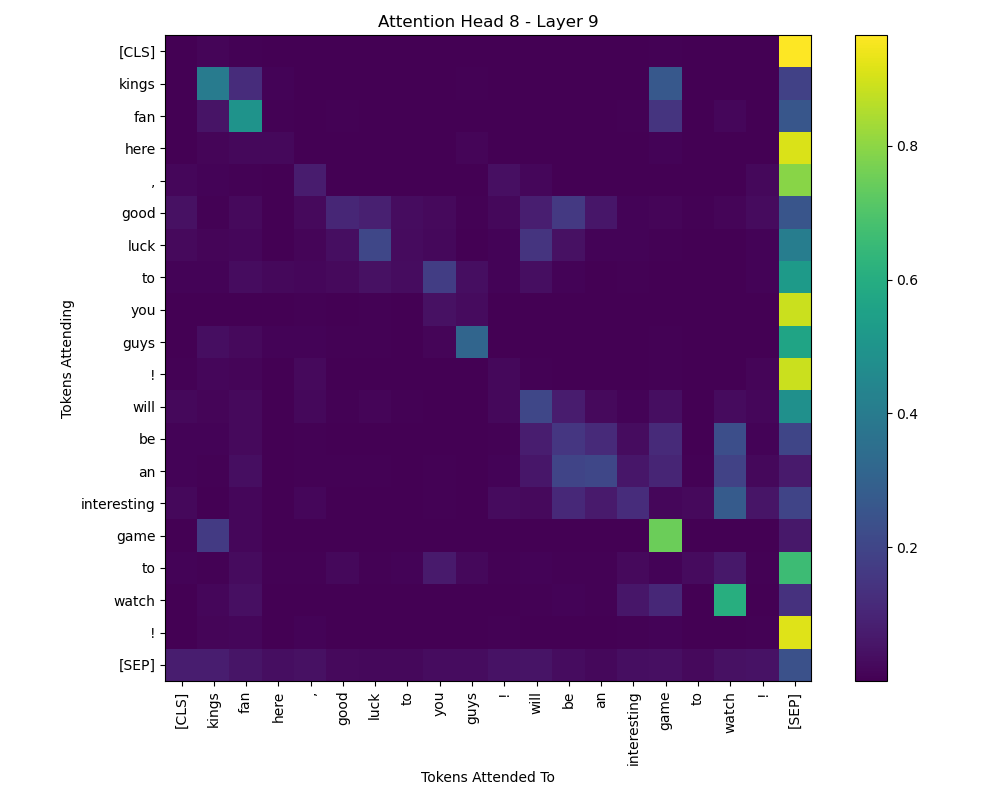 Attention Head 8 - Layer 9
Tokens Attending
[CLS]
kings
fan
here
,
good
luck
to
you
guys
!
will
be
an
interesting
game
to
watch
!
[SEP]
[CLS] kings fan here , good luck to you guys ! will be an interesting game to watch ! [SEP]
Tokens Attended To
0.8
0.6
0.4
0.2